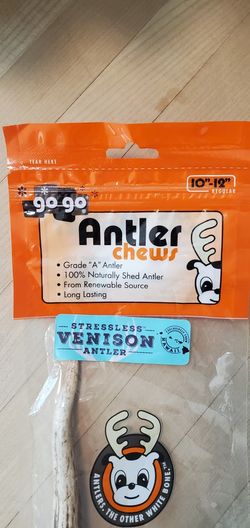 TEAR HERE
10"-12"
REGULAR
gogo
Antler
chews
• Grade "A" Antler
• 100% Naturally Shed Antler
• From Renewable Source
• Long Lasting
STRESSLESS
VENISON
ANTLER
ANTLERS, THE OTHER WHITE BONE.™